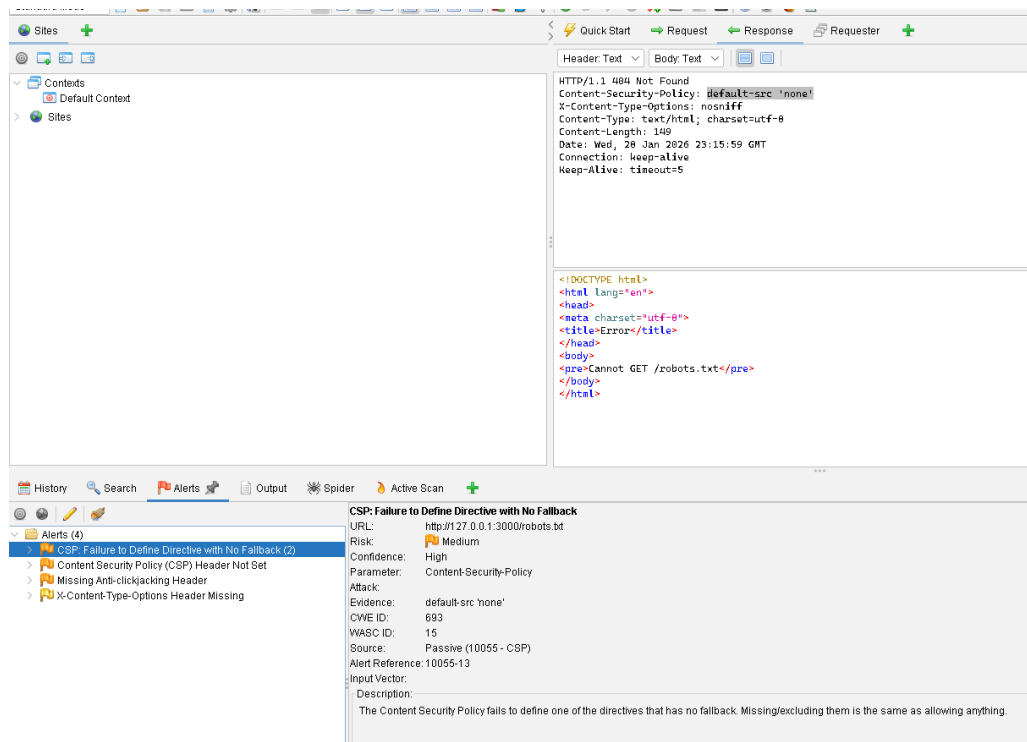 Sites
Quick Start Request Response Requester
Header: Text Body: Text
Contexts
Default Context
Sites
HTTP/1.1 404 Not Found
Content-Security-Policy: default-src 'none'
X-Content-Type-Options: nosniff
Content-Type: text/html; charset=utf-8
Content-Length: 149
Date: Wed, 28 Jan 2026 23:15:59 GMT
Connection: keep-alive
Keep-Alive: timeout=5
<!DOCTYPE html>
<html lang="en">
<head>
<meta charset="utf-8">
<title>Error</title>
</head>
<body>
<pre>Cannot GET /robots.txt</pre>
</body>
</html>
History Search Alerts Output Spider Active Scan
Alerts (4)
CSP: Failure to Define Directive with No Fallback (2)
Content Security Policy (CSP) Header Not Set
Missing Anti-clickjacking Header
X-Content-Type-Options Header Missing
CSP: Failure to Define Directive with No Fallback
URL: http://127.0.0.1:3000/robots.txt
Risk: Medium
Confidence: High
Parameter: Content-Security-Policy
Attack:
Evidence: default-src 'none'
CWE ID: 693
WASC ID: 15
Source: Passive (10055 - CSP)
Alert Reference: 10055-13
Input Vector:
Description:
The Content Security Policy fails to define one of the directives that has no fallback. Missing/excluding them is the same as allowing anything.